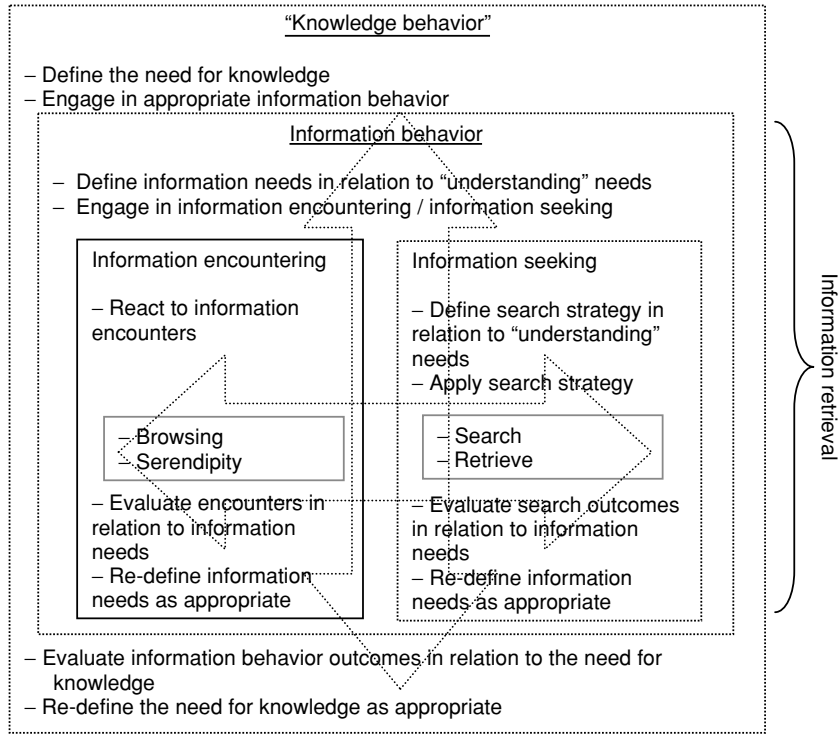 “Knowledge behavior”
– Define the need for knowledge
– Engage in appropriate information behavior
Information behavior
– Define information needs in relation to “understanding” needs
– Engage in information encountering / information seeking
Information encountering
– React to information
encounters
– Browsing
– Serendipity
– Evaluate encounters in
relation to information
needs
– Re-define information
needs as appropriate
Information seeking
– Define search strategy in
relation to “understanding”
needs
– Apply search strategy
– Search
– Retrieve
– Evaluate search outcomes
in relation to information
needs
– Re-define information
needs as appropriate
Information retrieval
– Evaluate information behavior outcomes in relation to the need for
knowledge
– Re-define the need for knowledge as appropriate